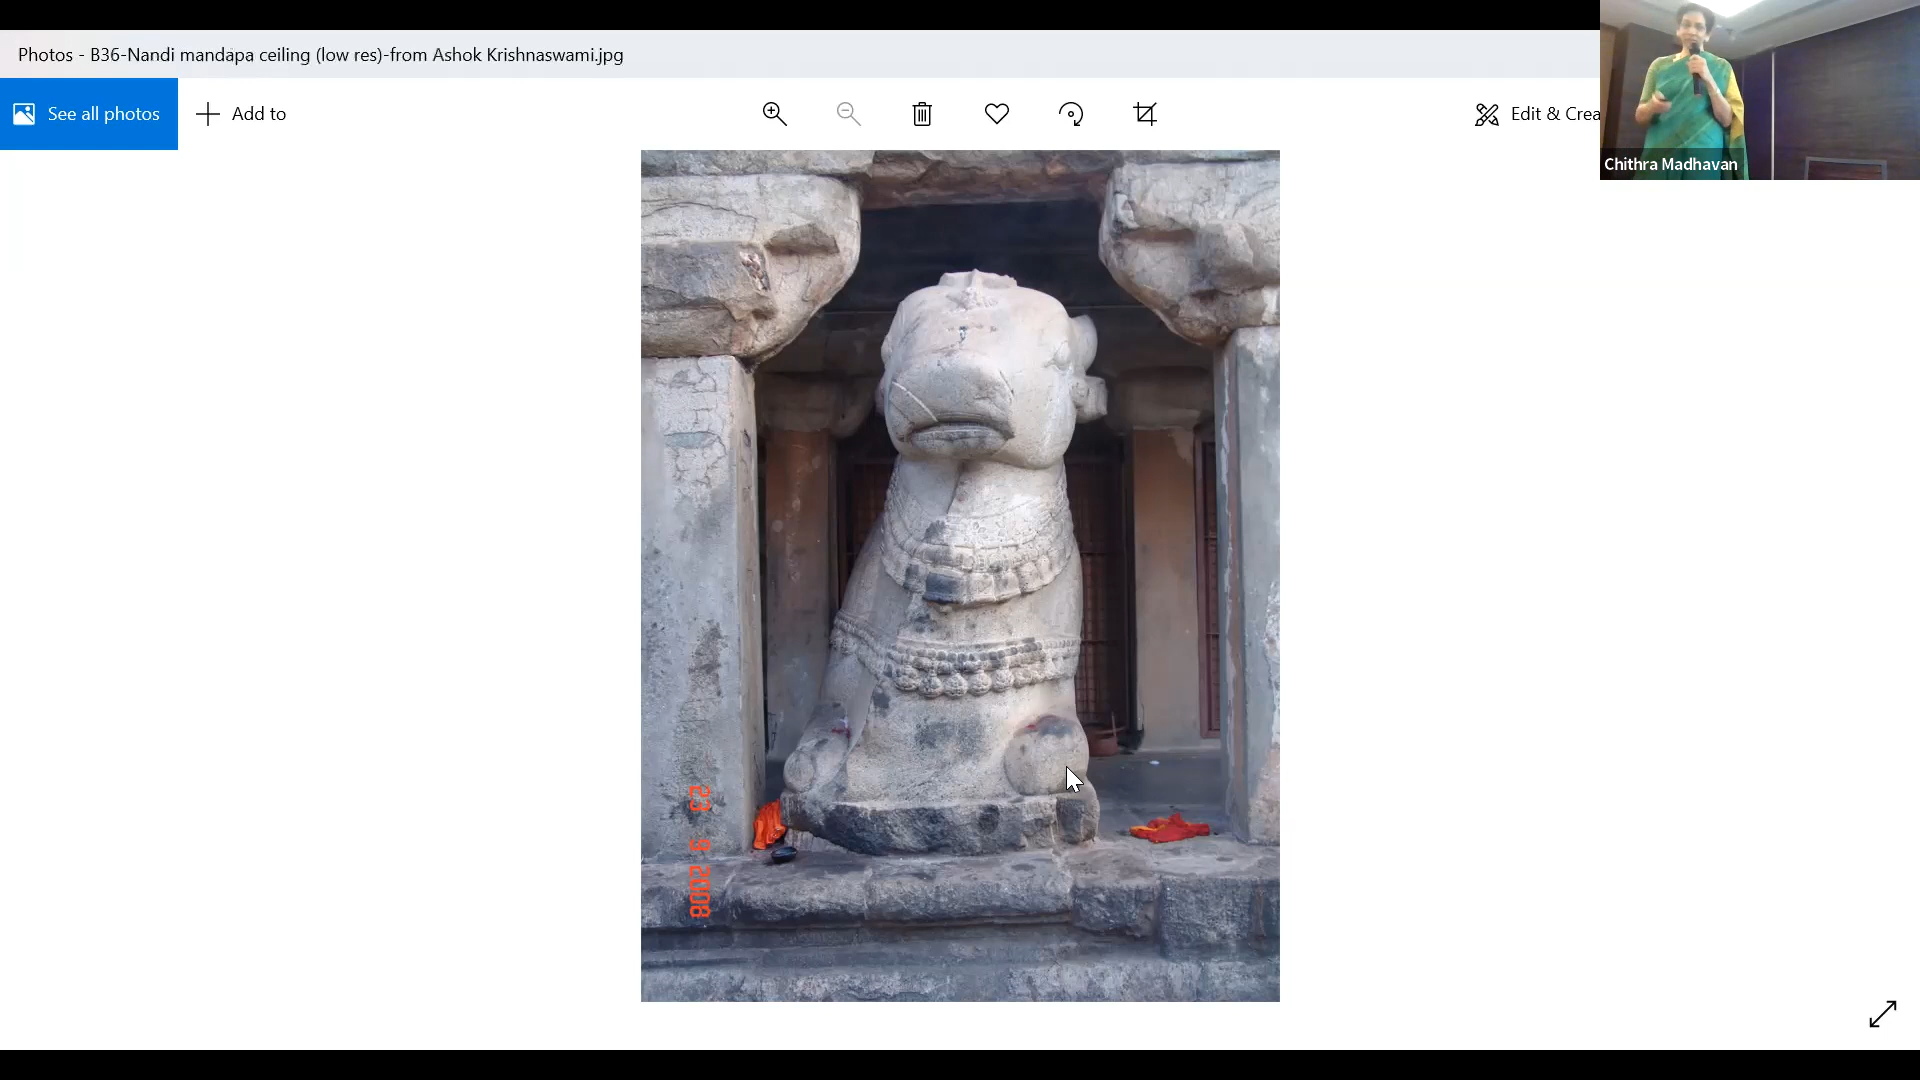 Photos - B36-Nandi mandapa ceiling (low res)-from Ashok Krishnaswami.jpg
See all photos
Add to
Edit & Crea
Chithra Madhavan
23 9 2008